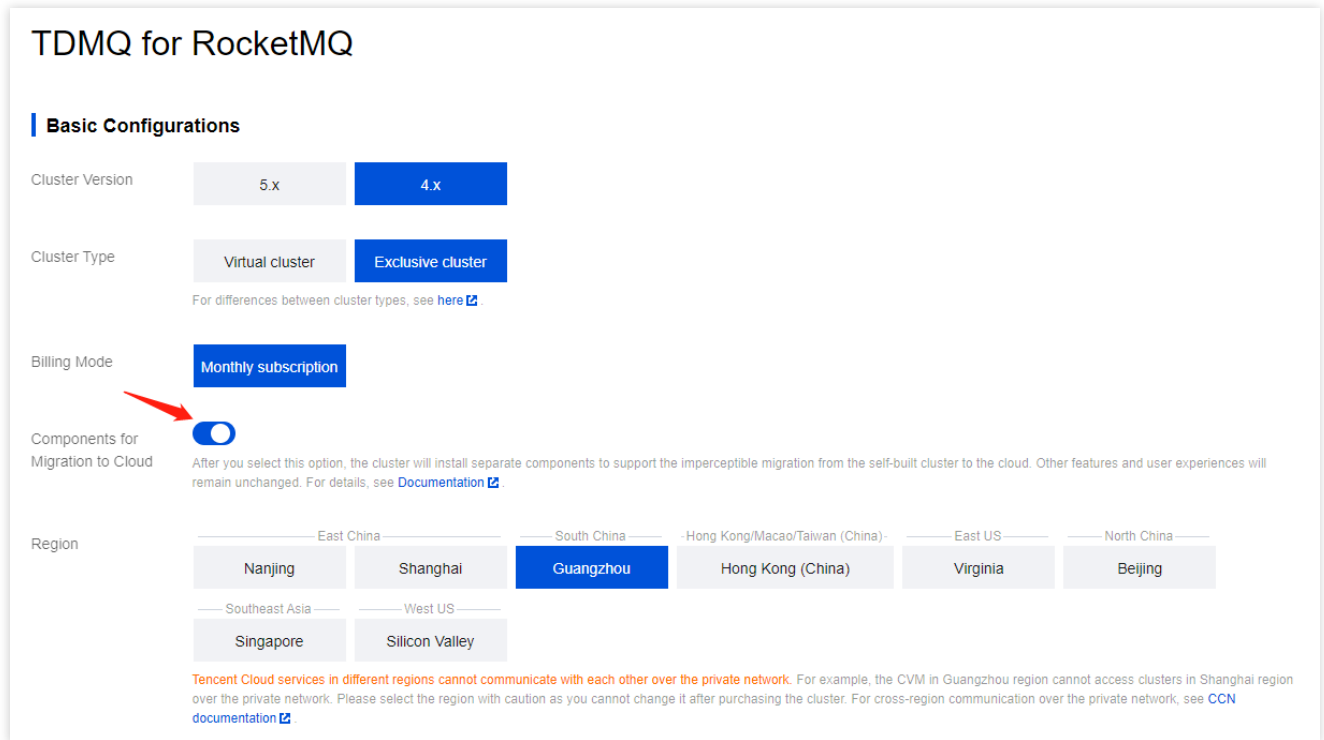 TDMQ for RocketMQ
Basic Configurations
Cluster Version
5.x
4.x
Cluster Type
Virtual cluster
Exclusive cluster
For differences between cluster types, see here.
Billing Mode
Monthly subscription
Components for
Migration to Cloud
After you select this option, the cluster will install separate components to support the imperceptible migration from the self-built cluster to the cloud. Other features and user experiences will
remain unchanged. For details, see Documentation.
Region
East China
South China
Hong Kong/Macao/Taiwan (China)
East US
North China
Nanjing
Shanghai
Guangzhou
Hong Kong (China)
Virginia
Beijing
Southeast Asia
West US
Singapore
Silicon Valley
Tencent Cloud services in different regions cannot communicate with each other over the private network. For example, the CVM in Guangzhou region cannot access clusters in Shanghai region
over the private network. Please select the region with caution as you cannot change it after purchasing the cluster. For cross-region communication over the private network, see CCN
documentation.